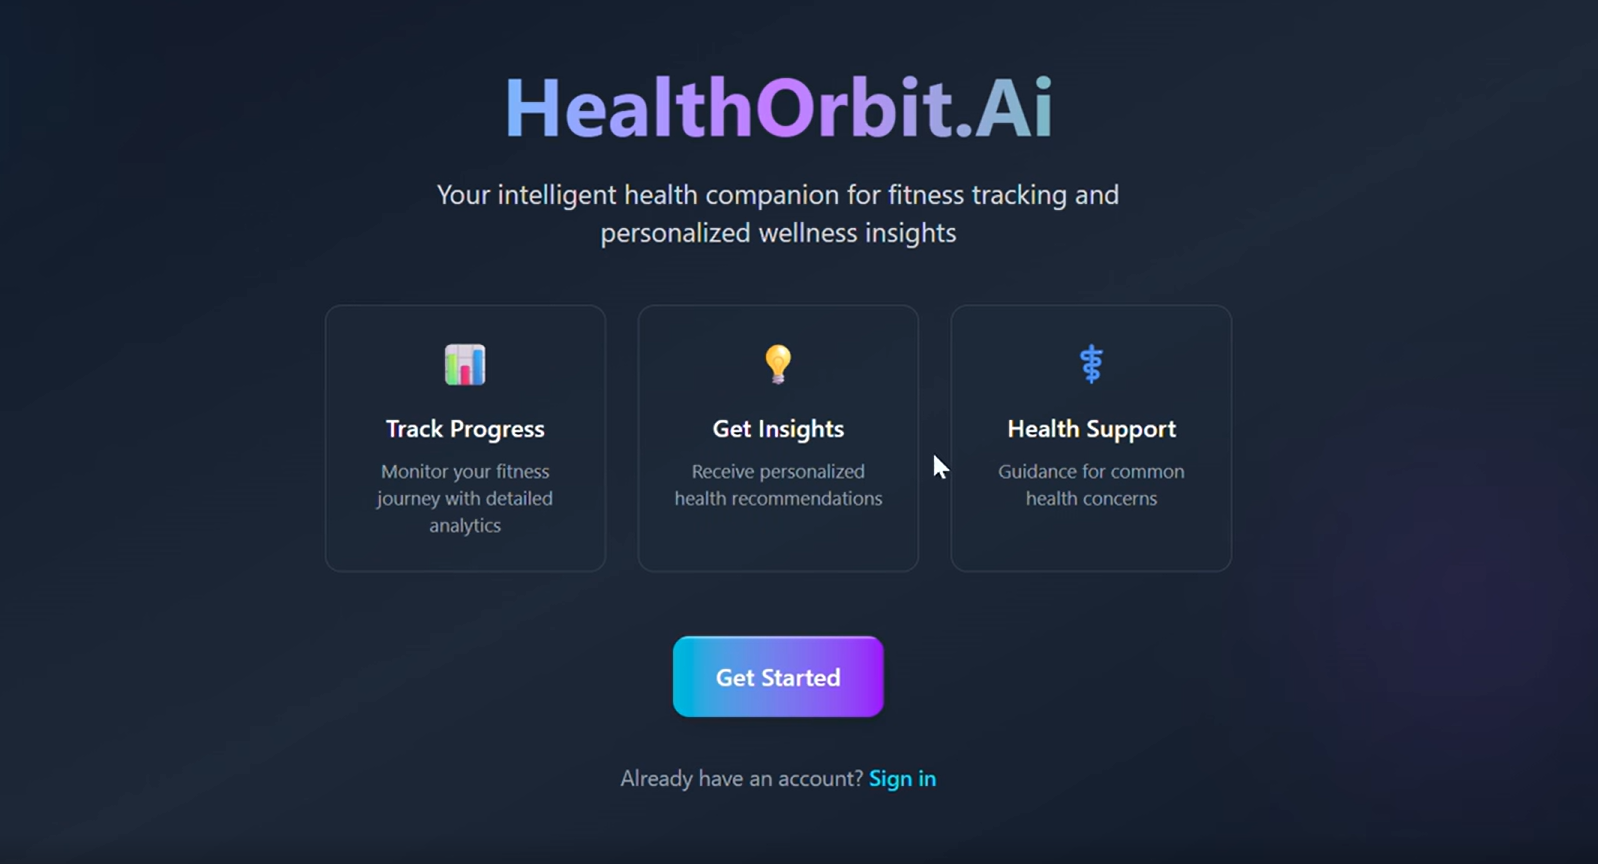 HealthOrbit.Ai
Your intelligent health companion for fitness tracking and
personalized wellness insights
Track Progress
Monitor your fitness
journey with detailed
analytics
Get Insights
Receive personalized
health recommendations
Health Support
Guidance for common
health concerns
Get Started
Already have an account? Sign in